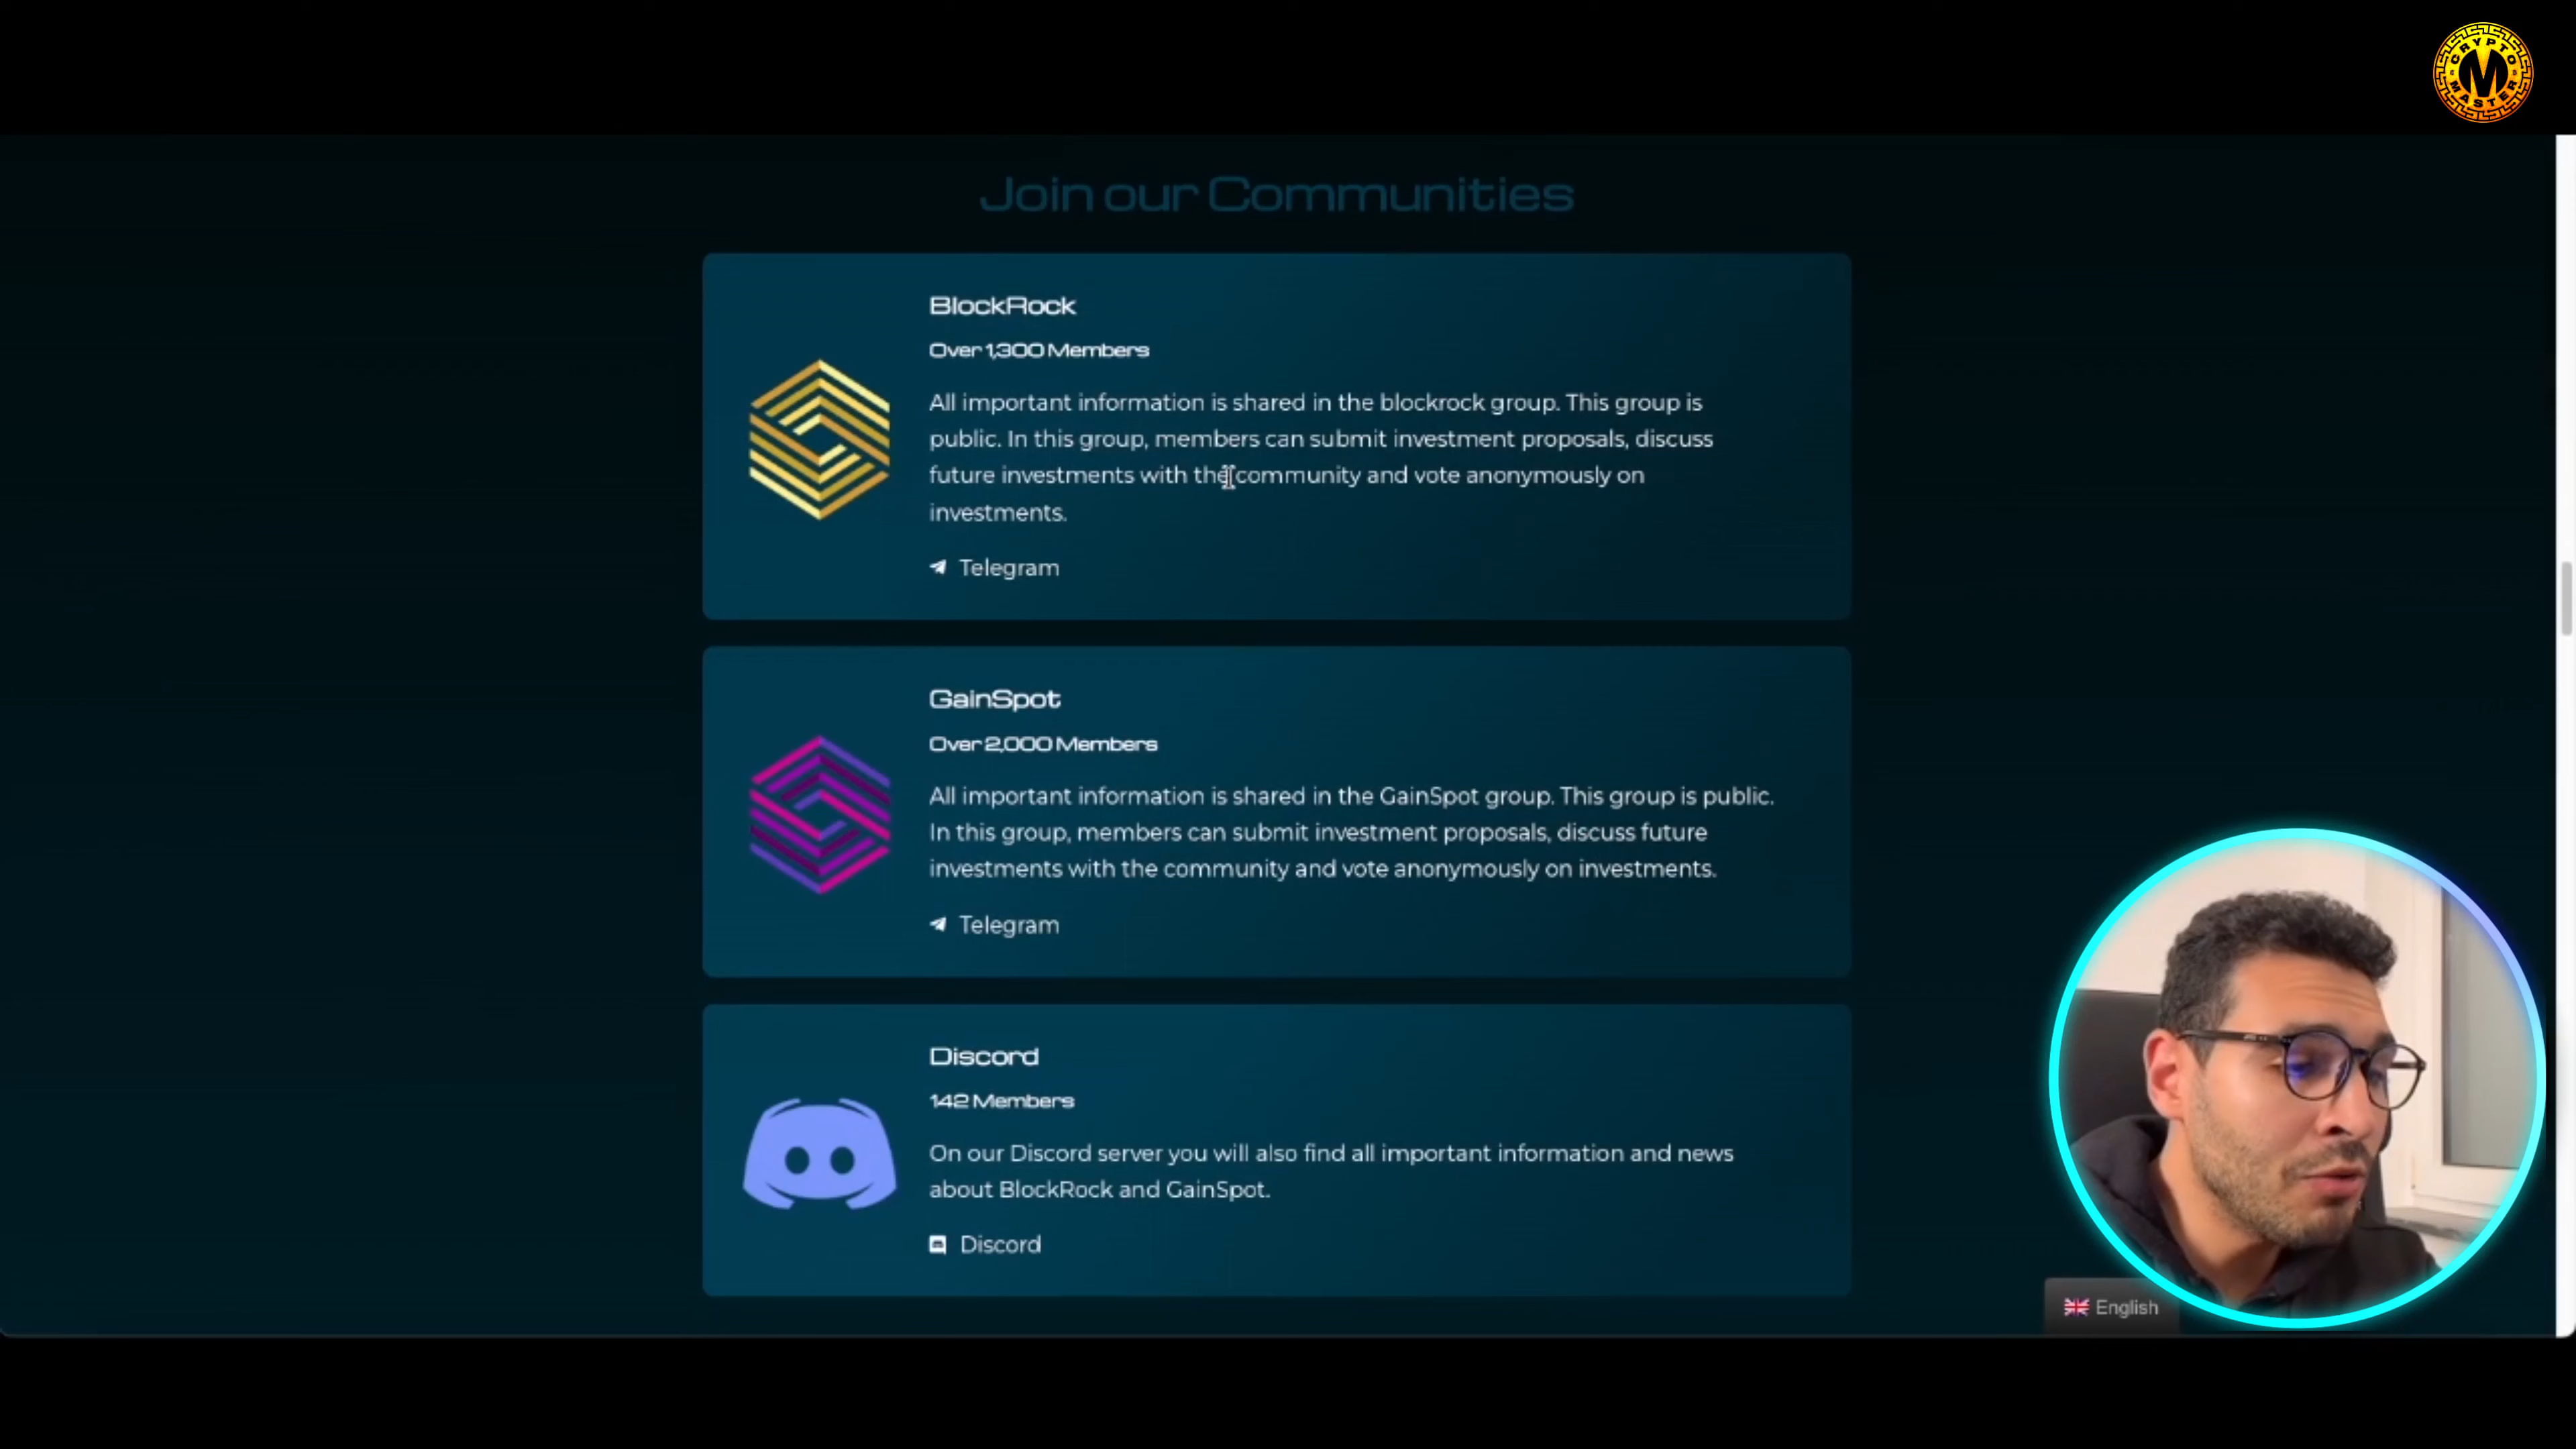 CRYPTO
M
MASTER
Join our Communities
BlockRock
Over 1,300 Members
All important information is shared in the blockrock group. This group is
public. In this group, members can submit investment proposals, discuss
future investments with the community and vote anonymously on
investments.
Telegram
GainSpot
Over 2,000 Members
All important information is shared in the GainSpot group. This group is public.
In this group, members can submit investment proposals, discuss future
investments with the community and vote anonymously on investments.
Telegram
Discord
142 Members
On our Discord server you will also find all important information and news
about BlockRock and GainSpot.
Discord
English